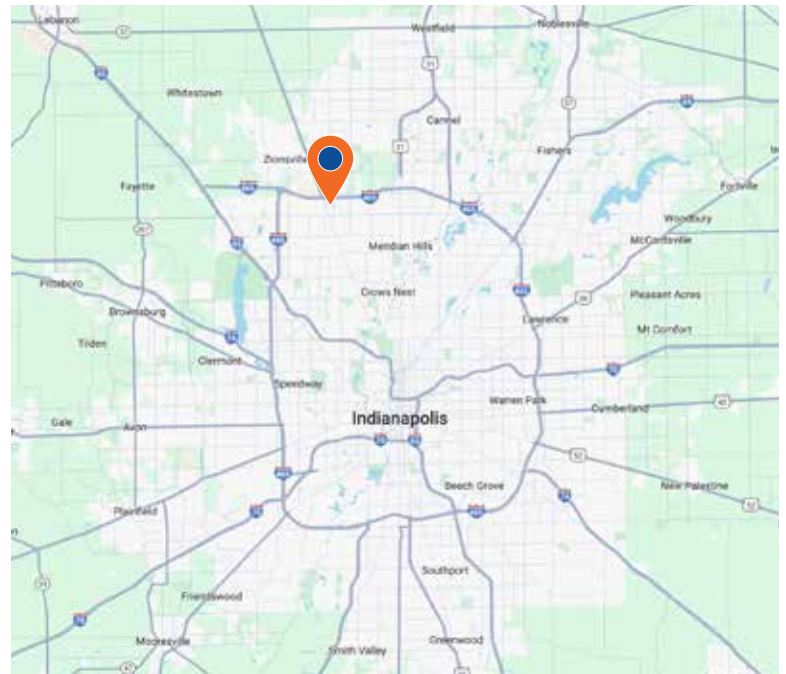 Lebanon
Westfield
Noblesville
Whitestown
Carmel
Zionsville
Fishers
Fayette
Fortville
Woodbury
McCordsville
Meridian Hills
Pittsboro
Crows Nest
Pleasant Acres
Brownsburg
Lawrence
Mt Comfort
Tilden
Clermont
Speedway
Warren Park
Cumberland
Indianapolis
Gale
Avon
Beech Grove
New Palestine
Plainfield
Southport
Friendswood
Mooresville
Smith Valley
Greenwood